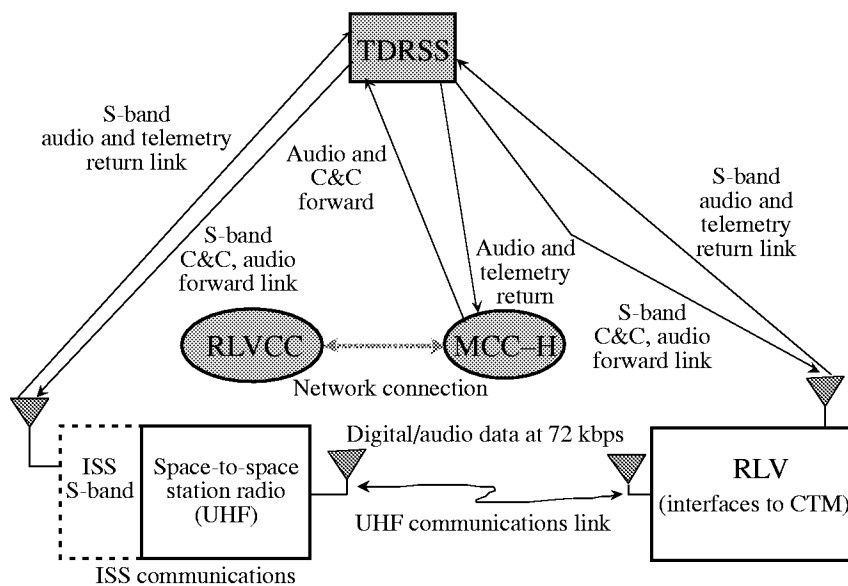 TDRSS
S-band
audio and telemetry
return link
Audio and
C&C
forward
S-band
audio and
telemetry
return link
S-band
C&C, audio
forward link
Audio and
telemetry
return
S-band
C&C, audio
forward link
RLVCC
MCC–H
Network connection
Digital/audio data at 72 kbps
ISS
S-band
Space-to-space
station radio
(UHF)
RLV
(interfaces to CTM)
UHF communications link
ISS communications